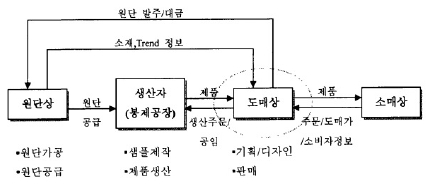 원단 발주/대금
소재,Trend 정보
원단상
원단
공급
생산자
(봉제공장)
제품
생산주문/
공임
도매상
제품
주문/도매가
/소비자정보
소매상
•원단가공
•원단공급
•샘플제작
•제품생산
•기획/디자인
•판매